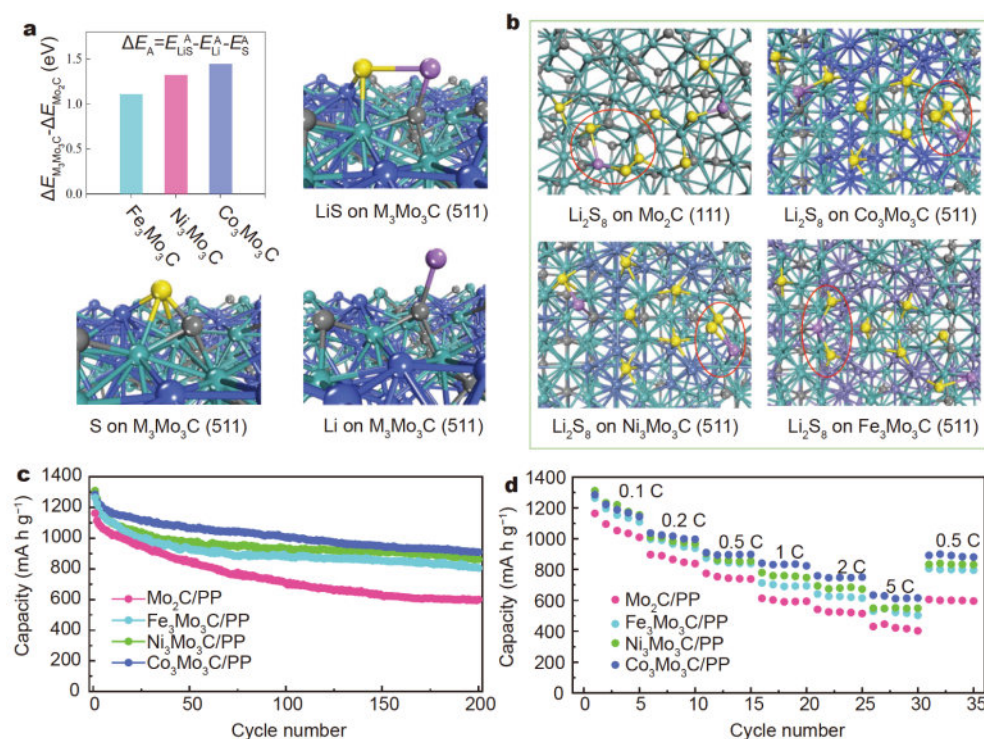 a
ΔE_A=E_LiS^A-E_Li^A-E_S^A
ΔE_M₃Mo₃C-ΔE_Mo₂C (eV)
1.5
1.0
0.5
0.0
Fe₃Mo₃C
Ni₃Mo₃C
Co₃Mo₃C
LiS on M₃Mo₃C (511)
S on M₃Mo₃C (511)
Li on M₃Mo₃C (511)
b
Li₂S₈ on Mo₂C (111)
Li₂S₈ on Co₃Mo₃C (511)
Li₂S₈ on Ni₃Mo₃C (511)
Li₂S₈ on Fe₃Mo₃C (511)
c
Capacity (mA h g⁻¹)
1400
1200
1000
800
600
400
200
0
Mo₂C/PP
Fe₃Mo₃C/PP
Ni₃Mo₃C/PP
Co₃Mo₃C/PP
0 50 100 150 200
Cycle number
d
Capacity (mA h g⁻¹)
1400
1200
1000
800
600
400
200
0
0.1 C
0.2 C
0.5 C
1 C
2 C
5 C
0.5 C
Mo₂C/PP
Fe₃Mo₃C/PP
Ni₃Mo₃C/PP
Co₃Mo₃C/PP
0 5 10 15 20 25 30 35
Cycle number